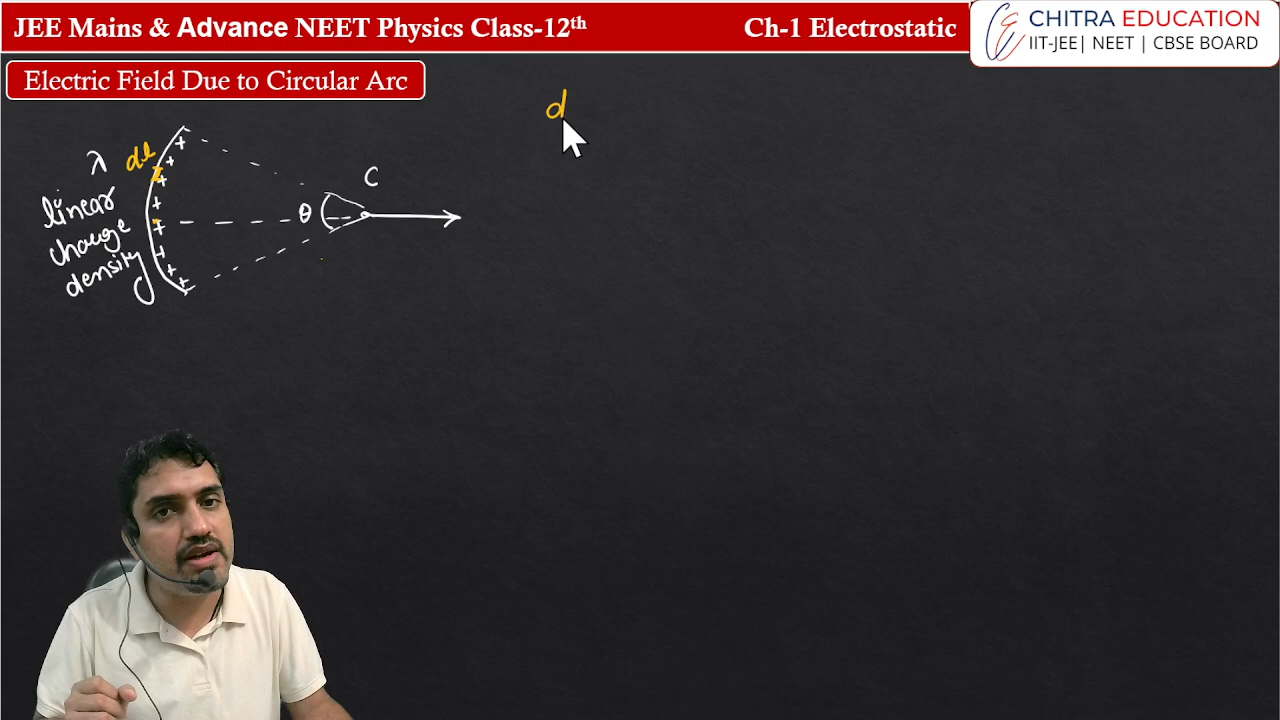 JEE Mains & Advance NEET Physics Class-12th
Ch-1 Electrostatic
CHITRA EDUCATION
IIT-JEE| NEET | CBSE BOARD
Electric Field Due to Circular Arc
d
dl
λ
C
linear
θ
charge
density